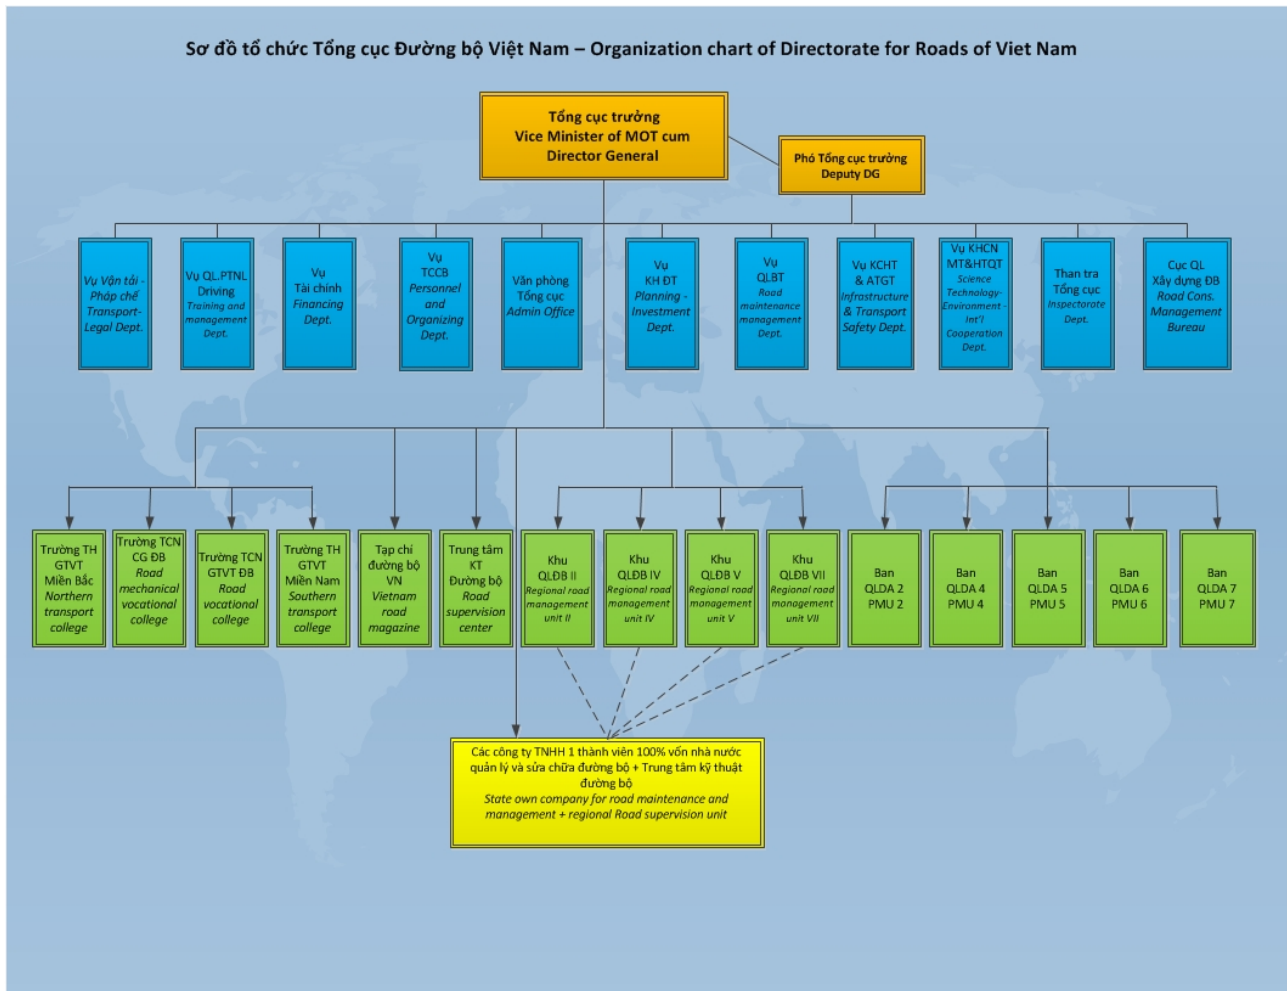 Sơ đồ tổ chức Tổng cục Đường bộ Việt Nam – Organization chart of Directorate for Roads of Viet Nam
Tổng cục trưởng
Vice Minister of MOT cum
Director General
Phó Tổng cục trưởng
Deputy DG
Vụ Vận tải -
Pháp chế
Transport-
Legal Dept.
Vụ QL.PTNL
Driving
Training and
management
Dept.
Vụ
Tài chính
Financing
Dept.
Vụ
TCCB
Personnel
and
Organizing
Dept.
Văn phòng
Tổng cục
Admin Office
Vụ
KH ĐT
Planning -
Investment
Dept.
Vụ
QLBT
Road
maintenance
management Dept.
Vụ KCHT
& ATGT
Infrastructure
& Transport
Safety Dept.
Vụ KHCN
MT&HTQT
Science
Technology-
Environment -
Int'l
Cooperation
Dept.
Than tra
Tổng cục
Inspectorate
Dept.
Cục QL
Xây dựng ĐB
Road Cons.
Management
Bureau
Trường TH
GTVT
Miền Bắc
Northern
transport
college
Trường TCN
CG ĐB
Road
mechanical
vocational
college
Trường TCN
GTVT ĐB
Road
vocational
college
Trường TH
GTVT
Miền Nam
Southern
transport
college
Tạp chí
đường bộ
VN
Vietnam
road
magazine
Trung tâm
KT
Đường bộ
Road
supervision
center
Khu
QLĐB II
Regional road
management
unit II
Khu
QLĐB IV
Regional road
management
unit IV
Khu
QLĐB V
Regional road
management
unit V
Khu
QLĐB VII
Regional road
management
unit VII
Ban
QLDA 2
PMU 2
Ban
QLDA 4
PMU 4
Ban
QLDA 5
PMU 5
Ban
QLDA 6
PMU 6
Ban
QLDA 7
PMU 7
Các công ty TNHH 1 thành viên 100% vốn nhà nước
quản lý và sửa chữa đường bộ + Trung tâm kỹ thuật
đường bộ
State own company for road maintenance and
management + regional Road supervision unit